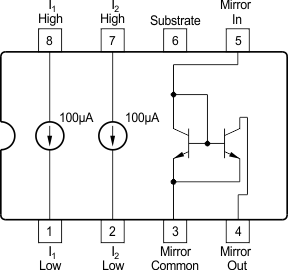 I1 I2 Mirror
High High Substrate In
8 7 6 5
100μA 100μA
1 2 3 4
I1 I2 Mirror Mirror
Low Low Common Out